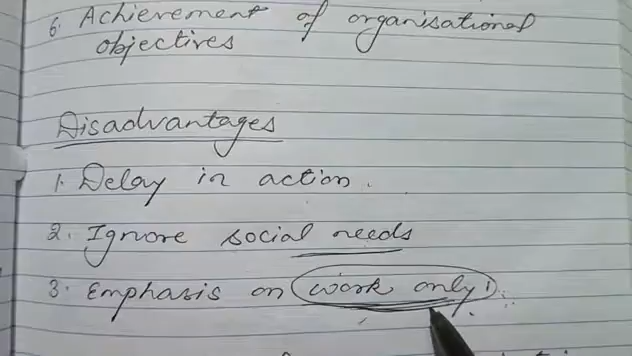 6. Achievement of organisational
objectives
Disadvantages
1. Delay in action.
2. Ignore social needs
3. Emphasis on (work only)